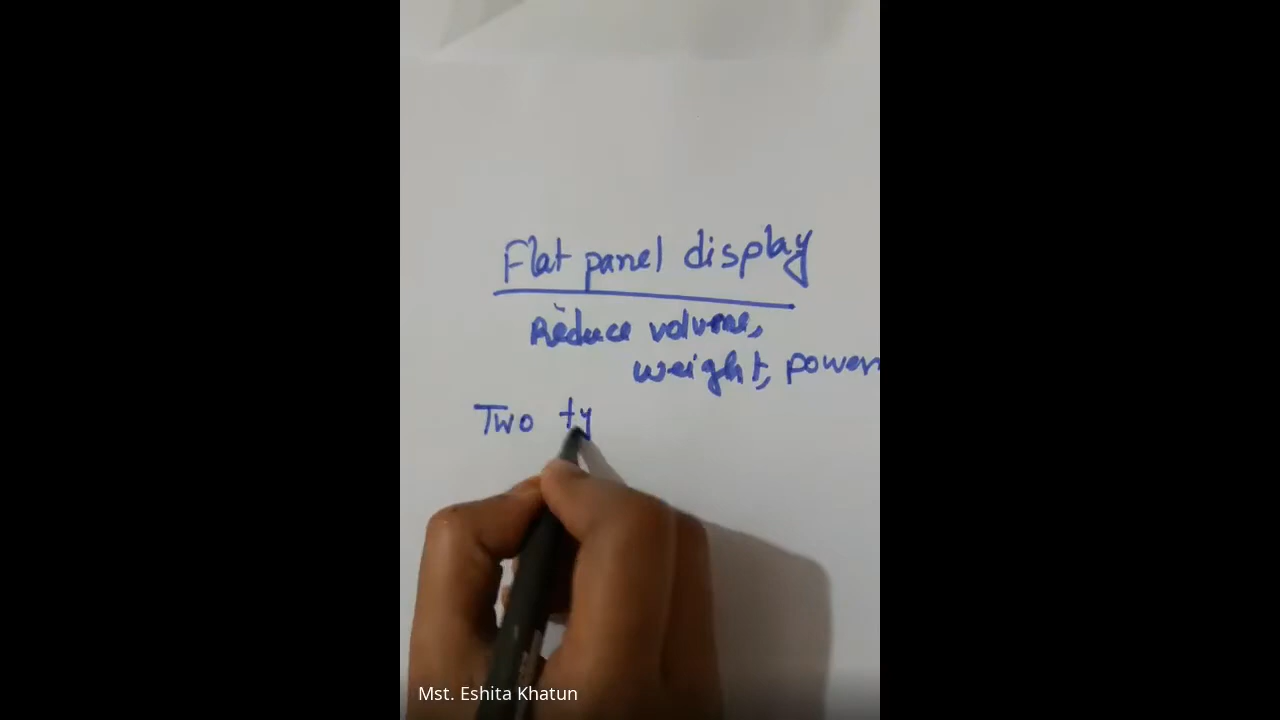 Flat panel display
Reduce volume,
weight, power
Two ty
Mst. Eshita Khatun